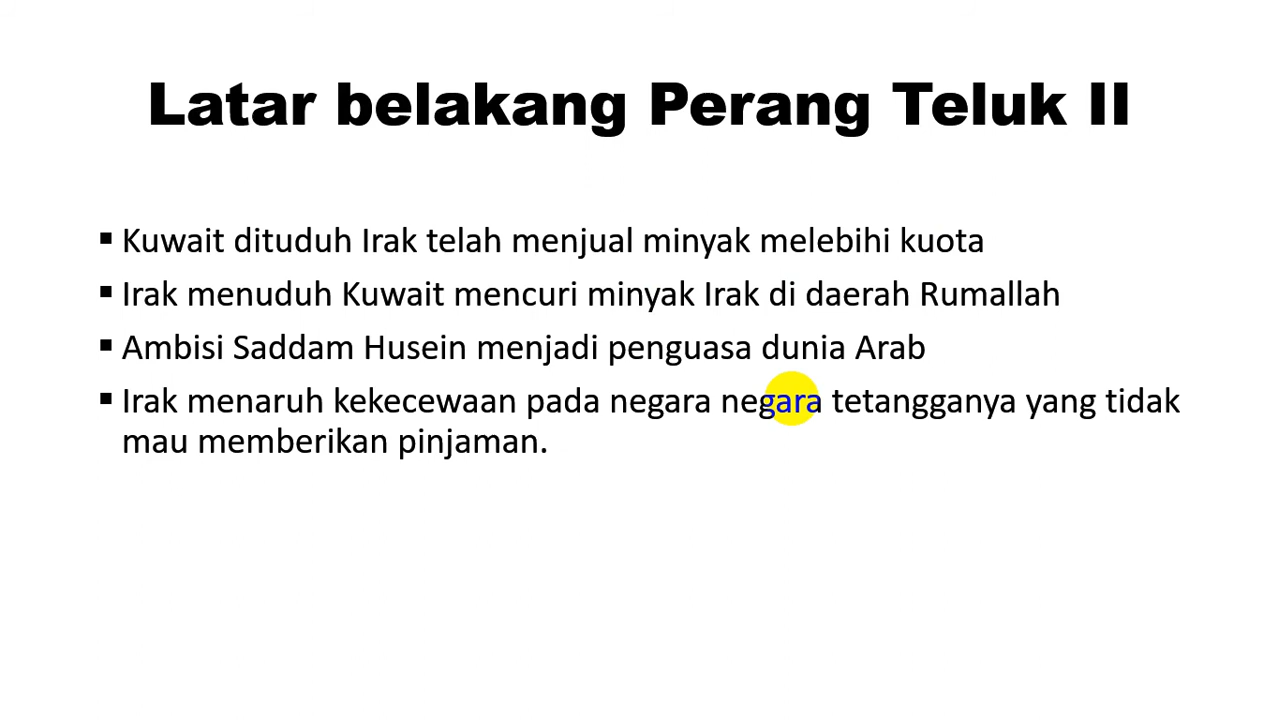 Latar belakang Perang Teluk II
▪ Kuwait dituduh Irak telah menjual minyak melebihi kuota
▪ Irak menuduh Kuwait mencuri minyak Irak di daerah Rumallah
▪ Ambisi Saddam Husein menjadi penguasa dunia Arab
▪ Irak menaruh kekecewaan pada negara negara tetangganya yang tidak
mau memberikan pinjaman.